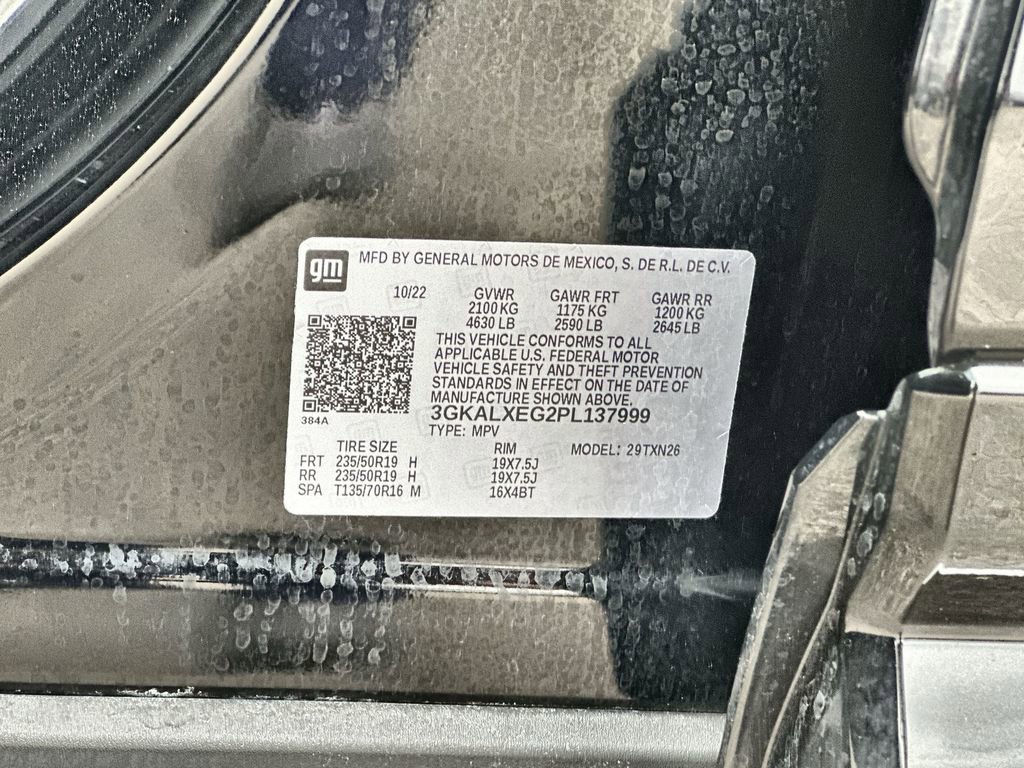 gm MFD BY GENERAL MOTORS DE MEXICO, S. DE R.L. DE C.V.
10/22 GVWR GAWR FRT GAWR RR
2100 KG 1175 KG 1200 KG
4630 LB 2590 LB 2645 LB
THIS VEHICLE CONFORMS TO ALL
APPLICABLE U.S. FEDERAL MOTOR
VEHICLE SAFETY AND THEFT PREVENTION
STANDARDS IN EFFECT ON THE DATE OF
MANUFACTURE SHOWN ABOVE.
384A 3GKALXEG2PL137999
TYPE: MPV
TIRE SIZE RIM MODEL: 29TXN26
FRT 235/50R19 H 19X7.5J
RR 235/50R19 H 19X7.5J
SPA T135/70R16 M 16X4BT